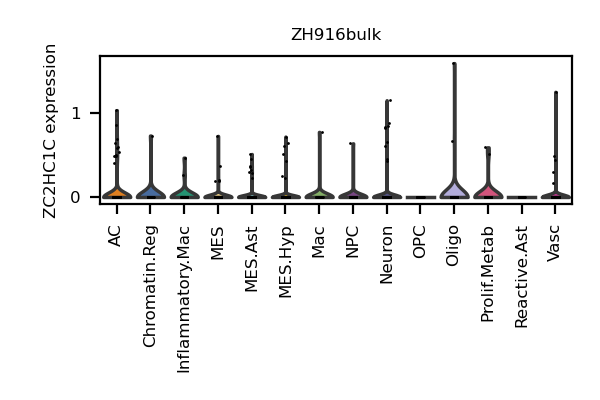 ZH916bulk
ZC2HC1C expression
1
0
AC
Chromatin.Reg
Inflammatory.Mac
MES
MES.Ast
MES.Hyp
Mac
NPC
Neuron
OPC
Oligo
Prolif.Metab
Reactive.Ast
Vasc